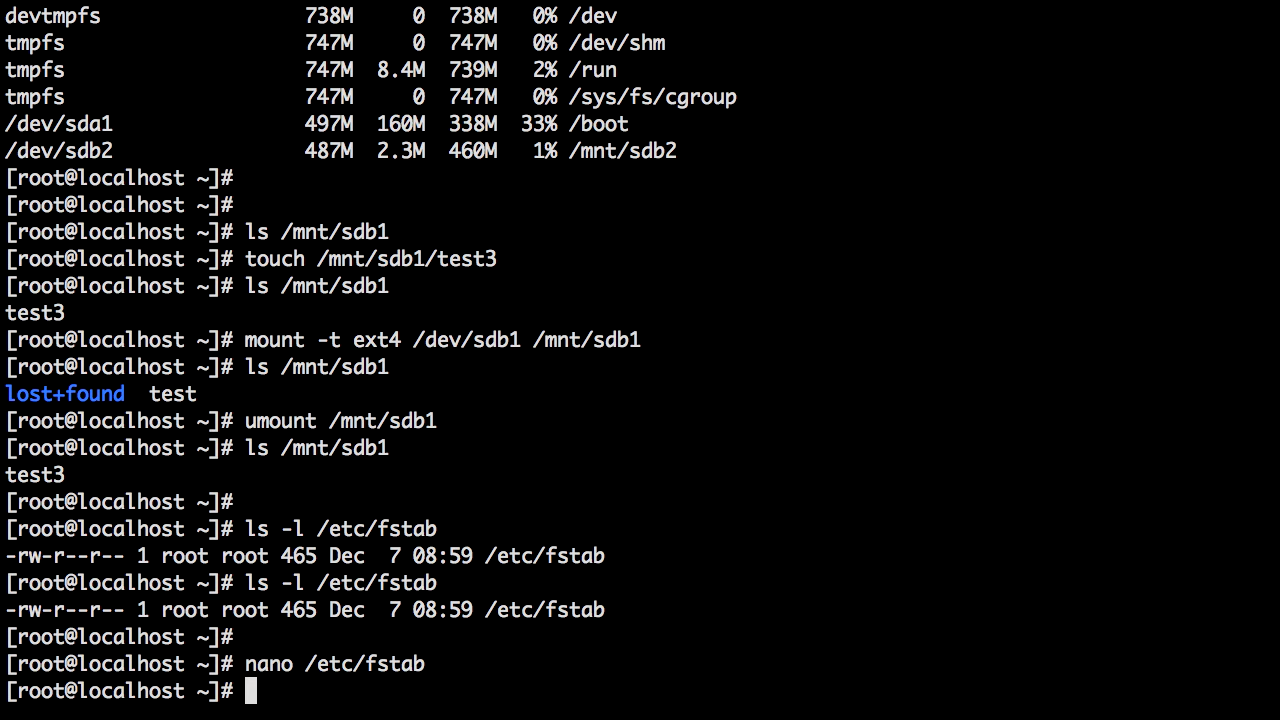 devtmpfs                 738M     0  738M   0% /dev
tmpfs                    747M     0  747M   0% /dev/shm
tmpfs                    747M  8.4M  739M   2% /run
tmpfs                    747M     0  747M   0% /sys/fs/cgroup
/dev/sda1                497M  160M  338M  33% /boot
/dev/sdb2                487M  2.3M  460M   1% /mnt/sdb2
[root@localhost ~]#
[root@localhost ~]#
[root@localhost ~]# ls /mnt/sdb1
[root@localhost ~]# touch /mnt/sdb1/test3
[root@localhost ~]# ls /mnt/sdb1
test3
[root@localhost ~]# mount -t ext4 /dev/sdb1 /mnt/sdb1
[root@localhost ~]# ls /mnt/sdb1
lost+found  test
[root@localhost ~]# umount /mnt/sdb1
[root@localhost ~]# ls /mnt/sdb1
test3
[root@localhost ~]#
[root@localhost ~]# ls -l /etc/fstab
-rw-r--r-- 1 root root 465 Dec  7 08:59 /etc/fstab
[root@localhost ~]# ls -l /etc/fstab
-rw-r--r-- 1 root root 465 Dec  7 08:59 /etc/fstab
[root@localhost ~]#
[root@localhost ~]# nano /etc/fstab
[root@localhost ~]#